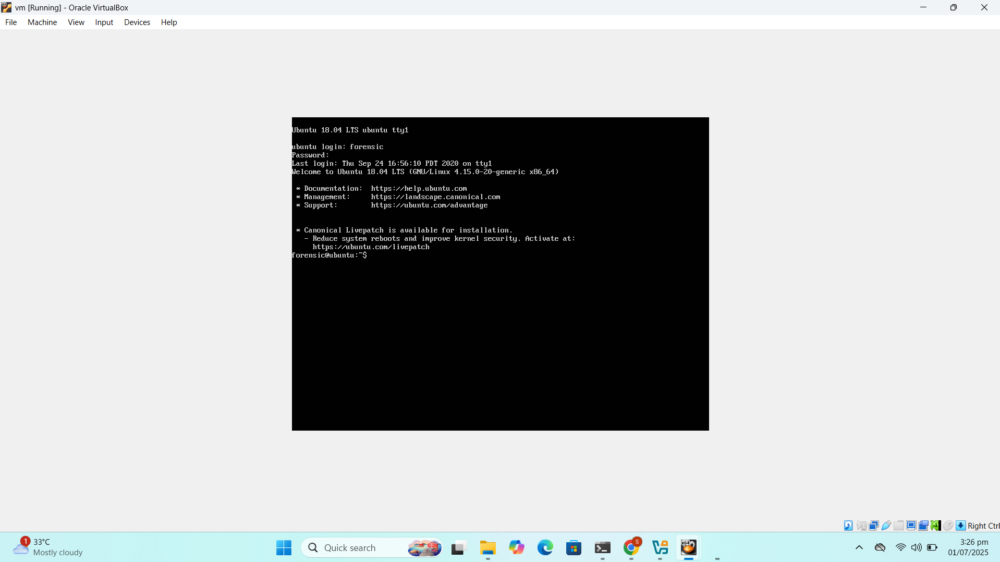 vm [Running] - Oracle VirtualBox
File Machine View Input Devices Help
Ubuntu 18.04 LTS ubuntu tty1
ubuntu login: forensic
Password:
Last login: Thu Sep 24 16:56:10 PDT 2020 on tty1
Welcome to Ubuntu 18.04 LTS (GNU/Linux 4.15.0-20-generic x86_64)
* Documentation: https://help.ubuntu.com
* Management: https://landscape.canonical.com
* Support: https://ubuntu.com/advantage
* Canonical Livepatch is available for installation.
- Reduce system reboots and improve kernel security. Activate at:
https://ubuntu.com/livepatch
forensic@ubuntu:~$
Right Ctrl
1
33°C
Mostly cloudy
Quick search
S
x64
3:26 pm
01/07/2025